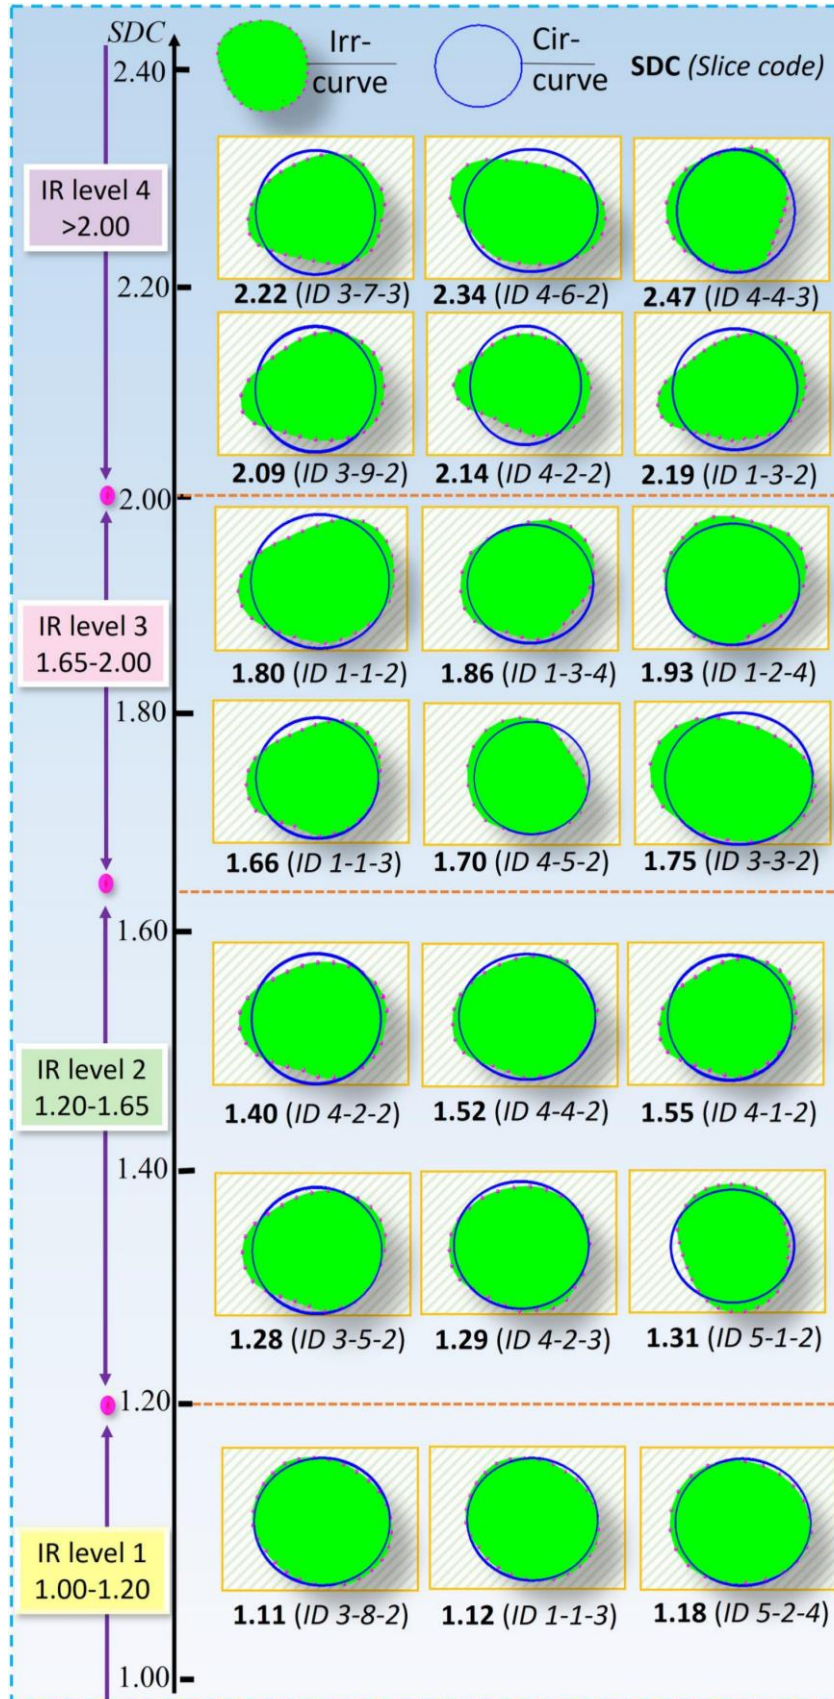 SDC
2.40
Irr-
curve
Cir-
curve
SDC (Slice code)
IR level 4
>2.00
2.20
2.22 (ID 3-7-3)
2.34 (ID 4-6-2)
2.47 (ID 4-4-3)
2.09 (ID 3-9-2)
2.14 (ID 4-2-2)
2.19 (ID 1-3-2)
2.00
IR level 3
1.65-2.00
1.80 (ID 1-1-2)
1.86 (ID 1-3-4)
1.93 (ID 1-2-4)
1.80
1.66 (ID 1-1-3)
1.70 (ID 4-5-2)
1.75 (ID 3-3-2)
1.60
IR level 2
1.20-1.65
1.40 (ID 4-2-2)
1.52 (ID 4-4-2)
1.55 (ID 4-1-2)
1.40
1.28 (ID 3-5-2)
1.29 (ID 4-2-3)
1.31 (ID 5-1-2)
1.20
IR level 1
1.00-1.20
1.11 (ID 3-8-2)
1.12 (ID 1-1-3)
1.18 (ID 5-2-4)
1.00